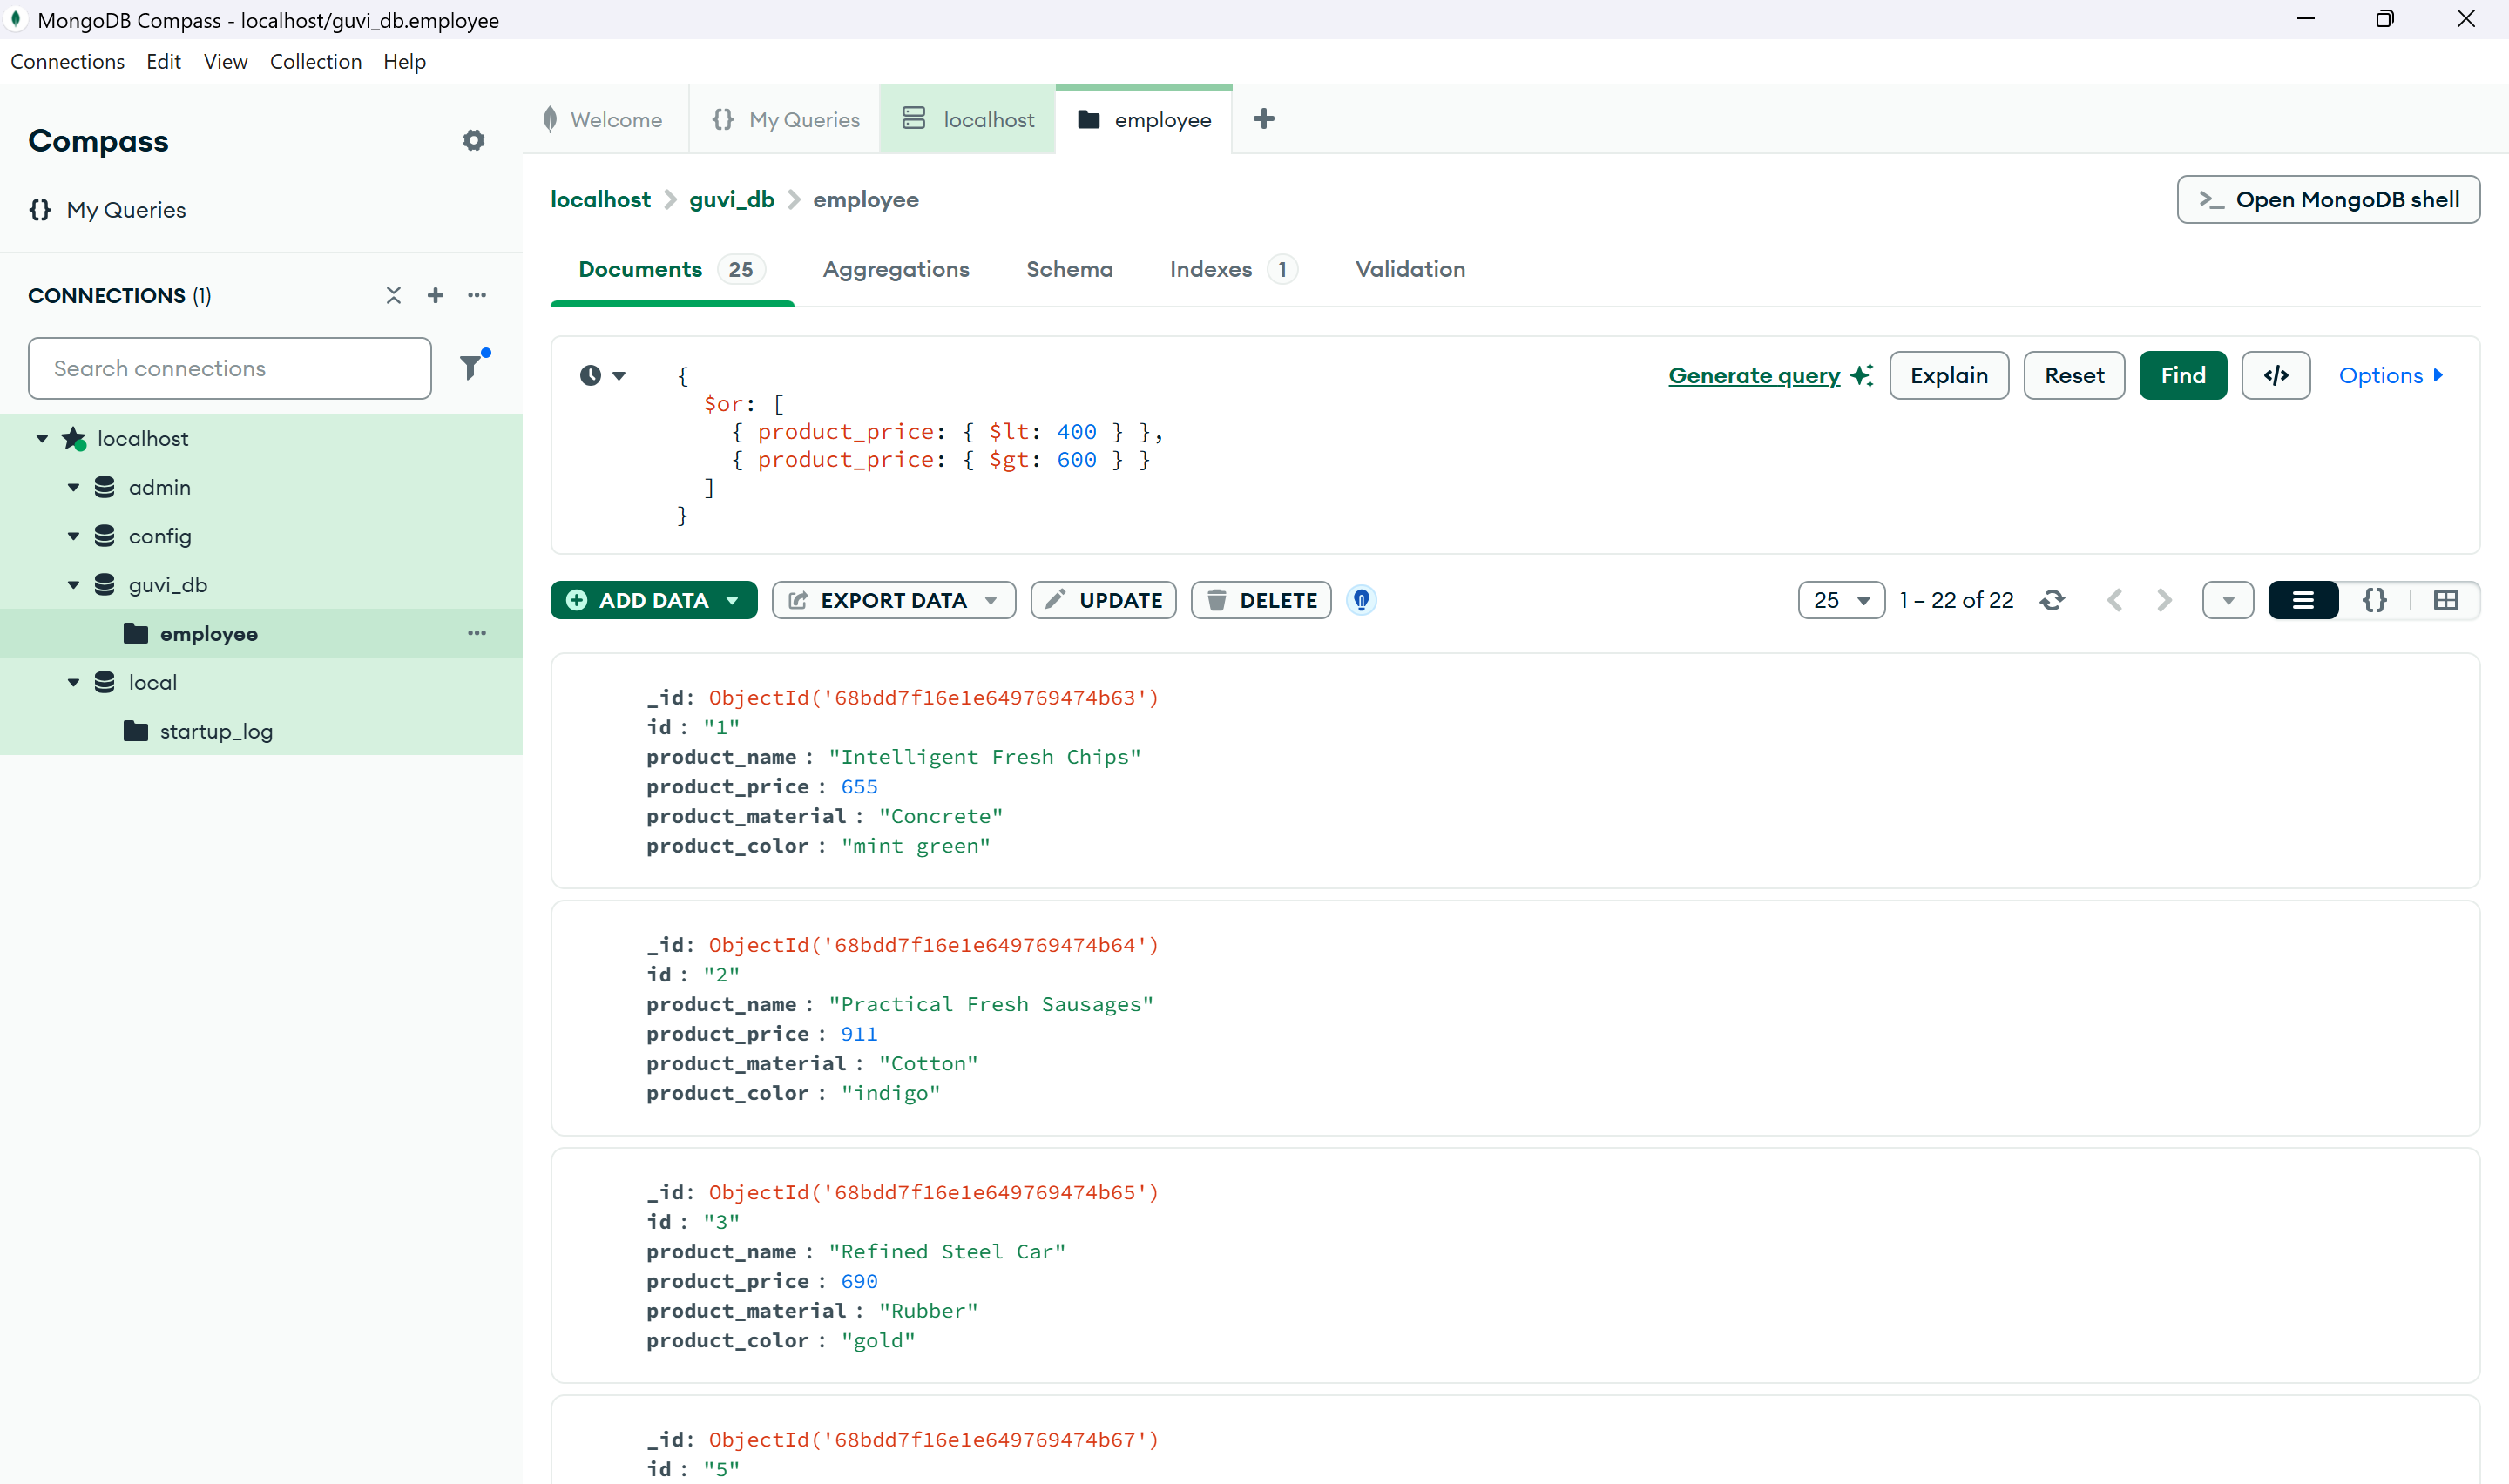 MongoDB Compass - localhost/guvi_db.employee
Connections Edit View Collection Help
Compass
My Queries
CONNECTIONS (1)
Search connections
localhost
admin
config
guvi_db
employee
local
startup_log
Welcome {} My Queries localhost employee
localhost > guvi_db > employee
>_ Open MongoDB shell
Documents 25 Aggregations Schema Indexes 1 Validation
Generate query Explain Reset Find </> Options
{
$or: [
{ product_price: { $lt: 400 } },
{ product_price: { $gt: 600 } }
]
}
ADD DATA EXPORT DATA UPDATE DELETE
25 1 – 22 of 22 {}
_id: ObjectId('68bdd7f16e1e649769474b63')
id : "1"
product_name : "Intelligent Fresh Chips"
product_price : 655
product_material : "Concrete"
product_color : "mint green"
_id: ObjectId('68bdd7f16e1e649769474b64')
id : "2"
product_name : "Practical Fresh Sausages"
product_price : 911
product_material : "Cotton"
product_color : "indigo"
_id: ObjectId('68bdd7f16e1e649769474b65')
id : "3"
product_name : "Refined Steel Car"
product_price : 690
product_material : "Rubber"
product_color : "gold"
_id: ObjectId('68bdd7f16e1e649769474b67')
id : "5"